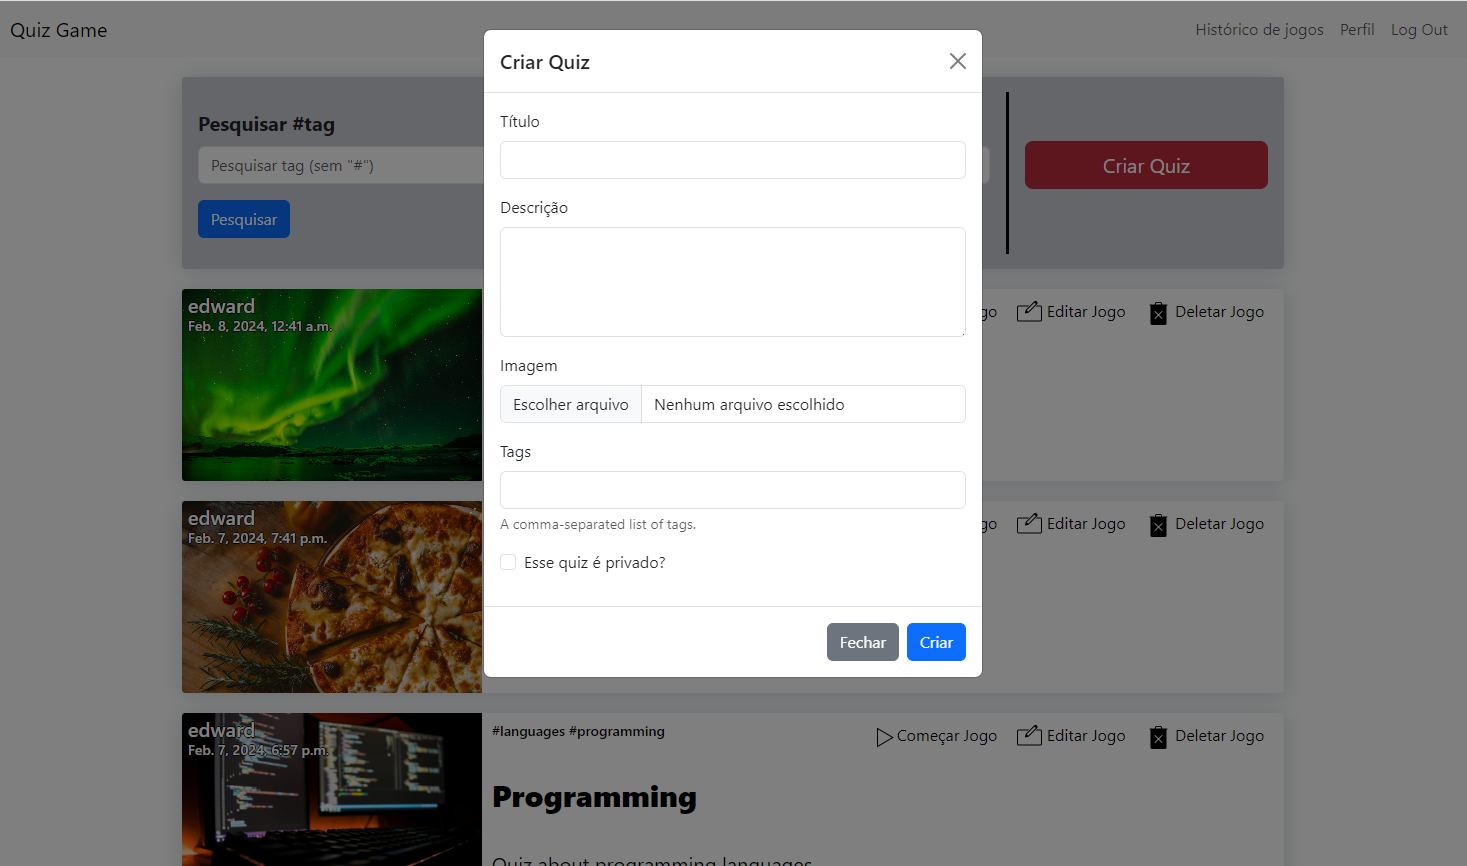 Quiz Game
Histórico de jogos Perfil Log Out
Criar Quiz
Título
Descrição
Imagem
Escolher arquivo Nenhum arquivo escolhido
Tags
A comma-separated list of tags.
Esse quiz é privado?
Fechar Criar
Pesquisar #tag
Pesquisar tag (sem "#")
Pesquisar
Criar Quiz
edward
Feb. 8, 2024, 12:41 a.m.
go Editar Jogo Deletar Jogo
edward
Feb. 7, 2024, 7:41 p.m.
go Editar Jogo Deletar Jogo
edward
Feb. 7, 2024, 6:57 p.m.
#languages #programming
Começar Jogo Editar Jogo Deletar Jogo
Programming
Quiz about programming languages